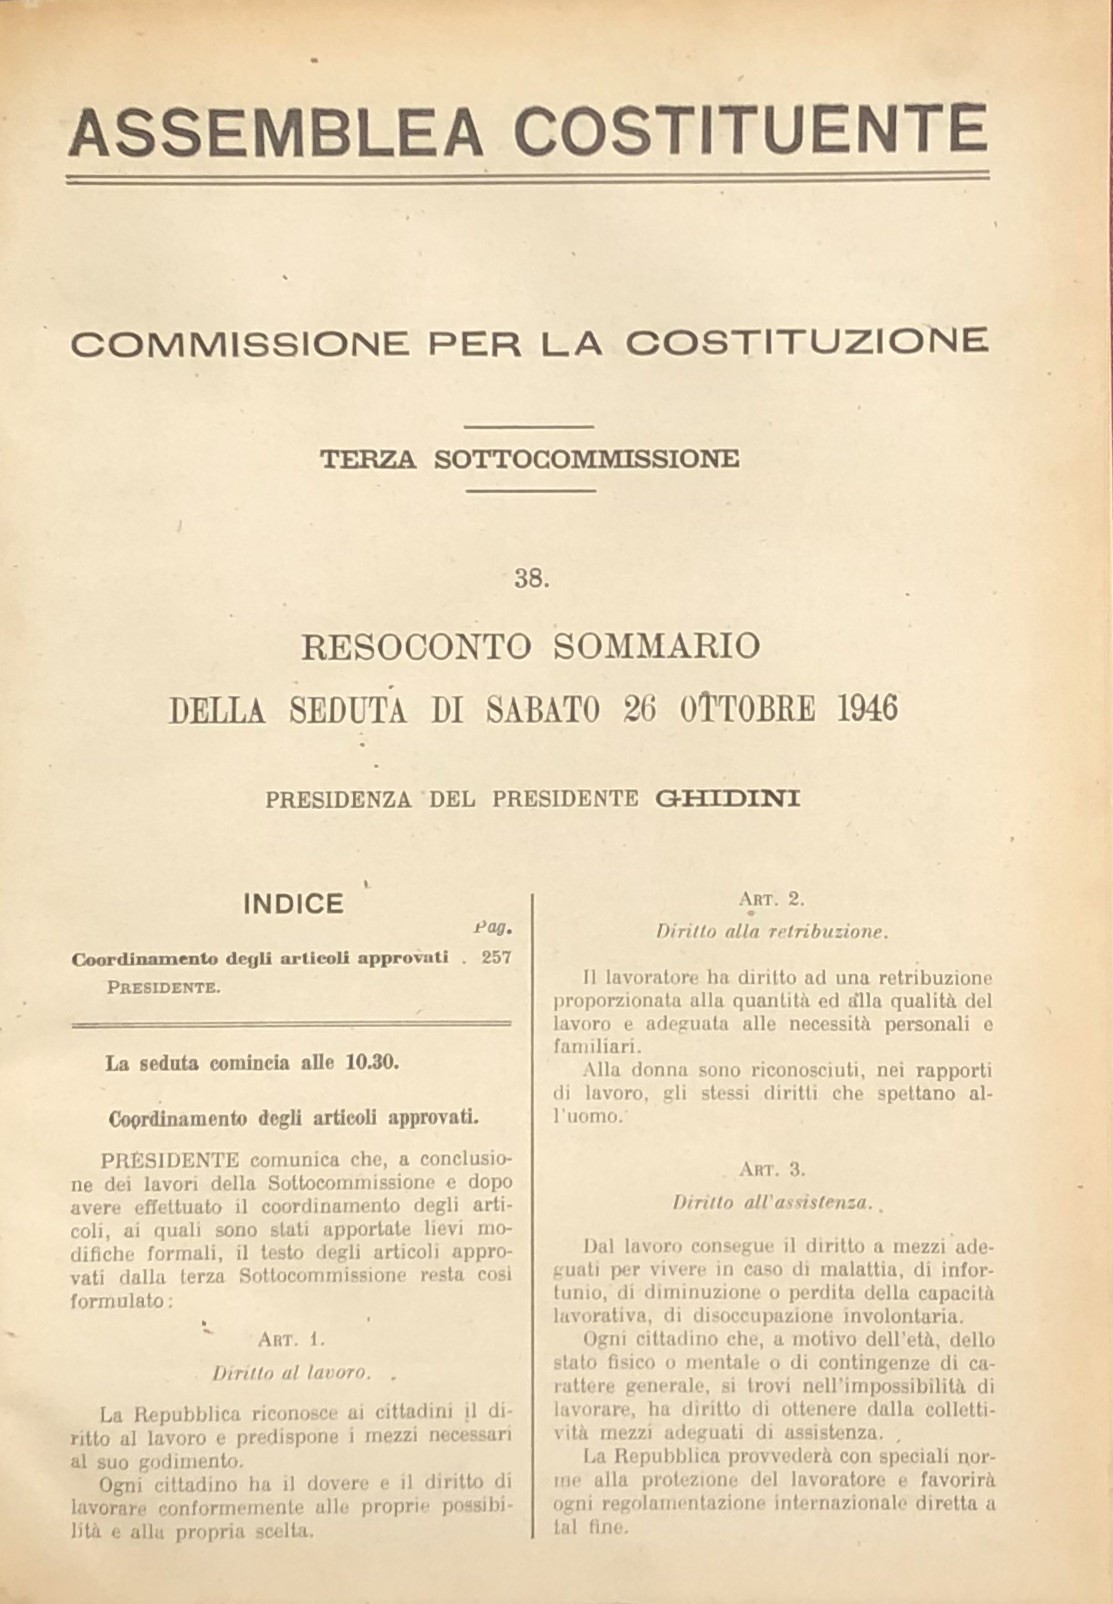 ASSEMBLEA COSTITUENTE
COMMISSIONE PER LA COSTITUZIONE
TERZA SOTTOCOMMISSIONE
38.
RESOCONTO SOMMARIO
DELLA SEDUTA DI SABATO 26 OTTOBRE 1946
PRESIDENZA DEL PRESIDENTE GHIDINI
INDICE
Pag.
Coordinamento degli articoli approvati . 257
PRESIDENTE.
La seduta comincia alle 10.30.
Coordinamento degli articoli approvati.
PRESIDENTE comunica che, a conclusio-
ne dei lavori della Sottocommissione e dopo
avere effettuato il coordinamento degli arti-
coli, ai quali sono stati apportate lievi mo-
difiche formali, il testo degli articoli appro-
vati dalla terza Sottocommissione resta così
formulato:
ART. 1.
Diritto al lavoro.
La Repubblica riconosce ai cittadini il di-
ritto al lavoro e predispone i mezzi necessari
al suo godimento.
Ogni cittadino ha il dovere e il diritto di
lavorare conformemente alle proprie possibi-
lità e alla propria scelta.
ART. 2.
Diritto alla retribuzione.
Il lavoratore ha diritto ad una retribuzione
proporzionata alla quantità ed alla qualità del
lavoro e adeguata alle necessità personali e
familiari.
Alla donna sono riconosciuti, nei rapporti
di lavoro, gli stessi diritti che spettano al-
l'uomo.
ART. 3.
Diritto all'assistenza.
Dal lavoro consegue il diritto a mezzi ade-
guati per vivere in caso di malattia, di infor-
tunio, di diminuzione o perdita della capacità
lavorativa, di disoccupazione involontaria.
Ogni cittadino che, a motivo dell'età, dello
stato fisico o mentale o di contingenze di ca-
rattere generale, si trovi nell'impossibilità di
lavorare, ha diritto di ottenere dalla colletti-
vità mezzi adeguati di assistenza.
La Repubblica provvederà con speciali nor-
me alla protezione del lavoratore e favorirà
ogni regolamentazione internazionale diretta a
tal fine.